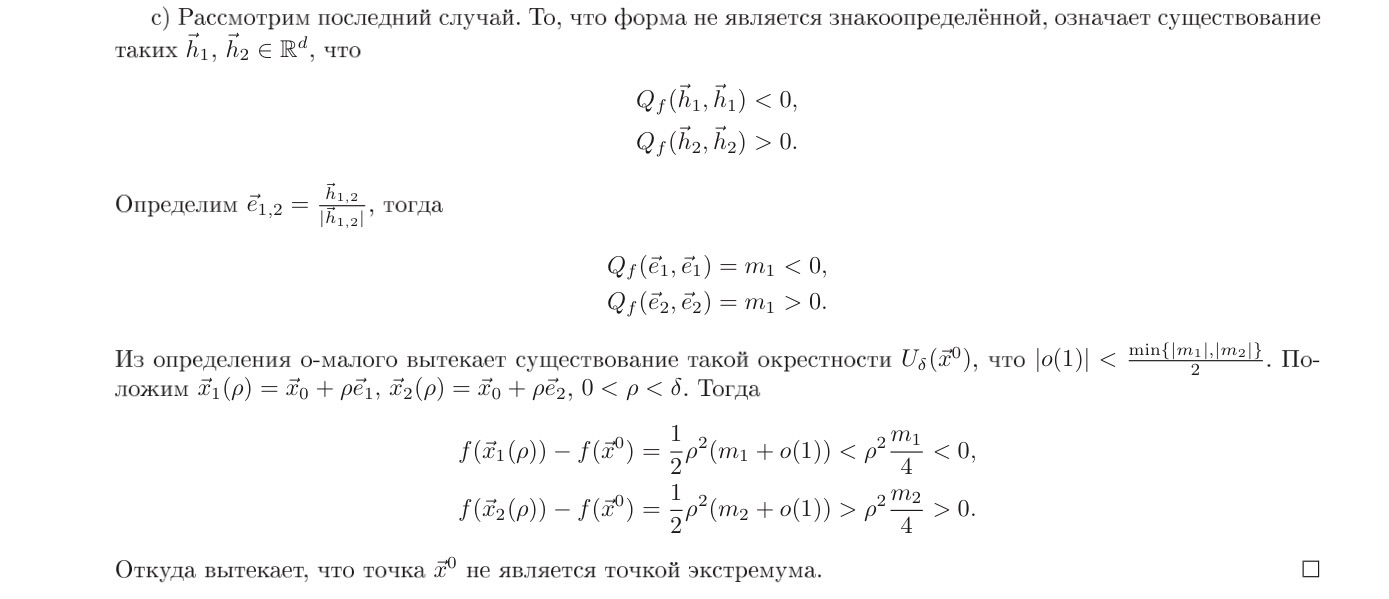 c) Рассмотрим последний случай. То, что форма не является знакоопределённой, означает существование
таких $\vec{h}_1, \vec{h}_2 \in \mathbb{R}^d$, что
$Q_f(\vec{h}_1, \vec{h}_1) < 0,$
$Q_f(\vec{h}_2, \vec{h}_2) > 0.$
Определим $\vec{e}_{1,2} = \frac{\vec{h}_{1,2}}{|\vec{h}_{1,2}|}$, тогда
$Q_f(\vec{e}_1, \vec{e}_1) = m_1 < 0,$
$Q_f(\vec{e}_2, \vec{e}_2) = m_1 > 0.$
Из определения о-малого вытекает существование такой окрестности $U_\delta(\vec{x}^0)$, что $|o(1)| < \frac{\min\{|m_1|,|m_2|\}}{2}$. По-
ложим $\vec{x}_1(\rho) = \vec{x}_0 + \rho\vec{e}_1, \vec{x}_2(\rho) = \vec{x}_0 + \rho\vec{e}_2, 0 < \rho < \delta$. Тогда
$f(\vec{x}_1(\rho)) - f(\vec{x}^0) = \frac{1}{2}\rho^2(m_1 + o(1)) < \rho^2\frac{m_1}{4} < 0,$
$f(\vec{x}_2(\rho)) - f(\vec{x}^0) = \frac{1}{2}\rho^2(m_2 + o(1)) > \rho^2\frac{m_2}{4} > 0.$
Откуда вытекает, что точка $\vec{x}^0$ не является точкой экстремума. □